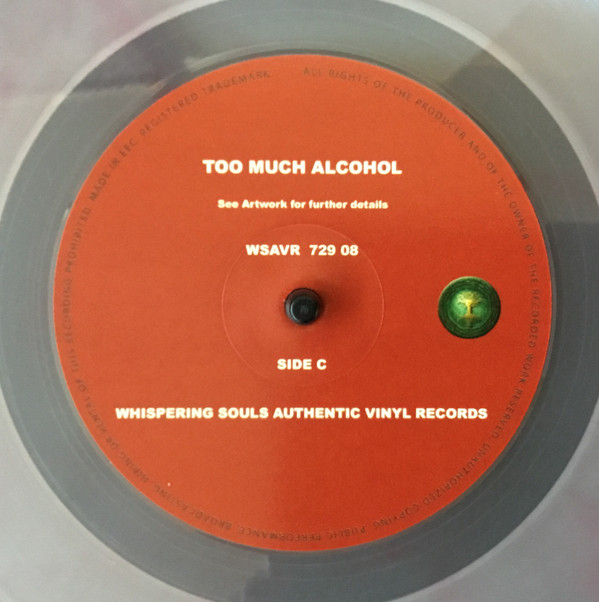 TOO MUCH ALCOHOL
See Artwork for further details
WSAVR 729 08
SIDE C
WHISPERING SOULS AUTHENTIC VINYL RECORDS
ALL RIGHTS OF THE PRODUCER AND OF THE OWNER OF THE RECORDED WORK RESERVED. UNAUTHORIZED COPYING, PUBLIC PERFORMANCE, BROADCASTING, HIRING OR RENTAL OF THIS RECORDING PROHIBITED. MADE IN EEC. REGISTERED TRADEMARK